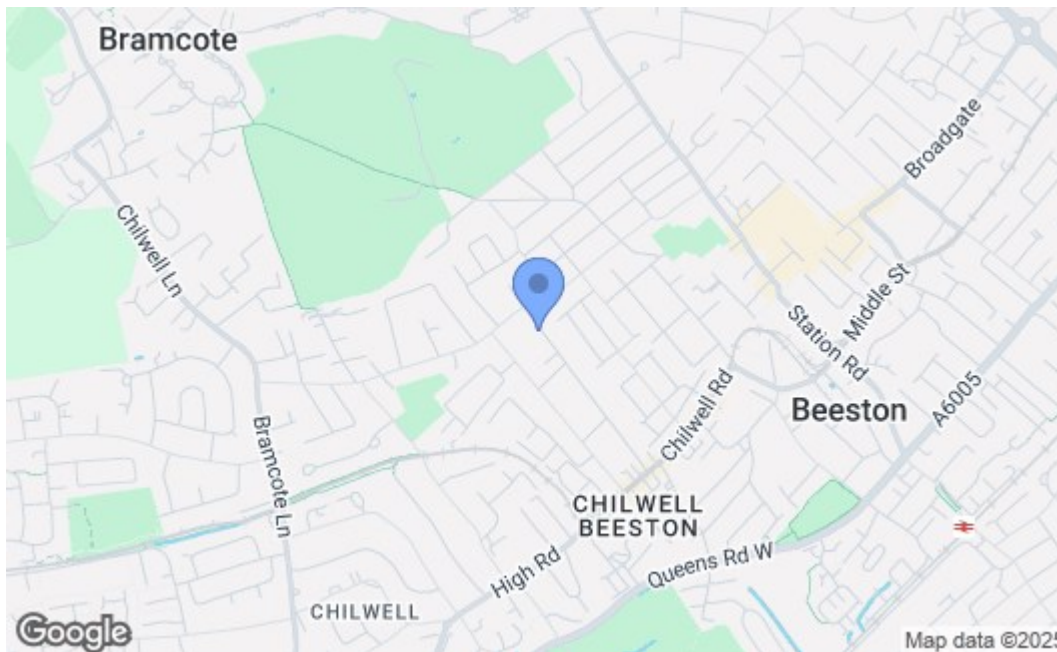 Bramcote
Broadgate
Chilwell Ln
Middle St
Station Rd
A6005
Chilwell Rd
Beeston
Bramcote Ln
CHILWELL
BEESTON
High Rd
Queens Rd W
CHILWELL
Google
Map data ©2025